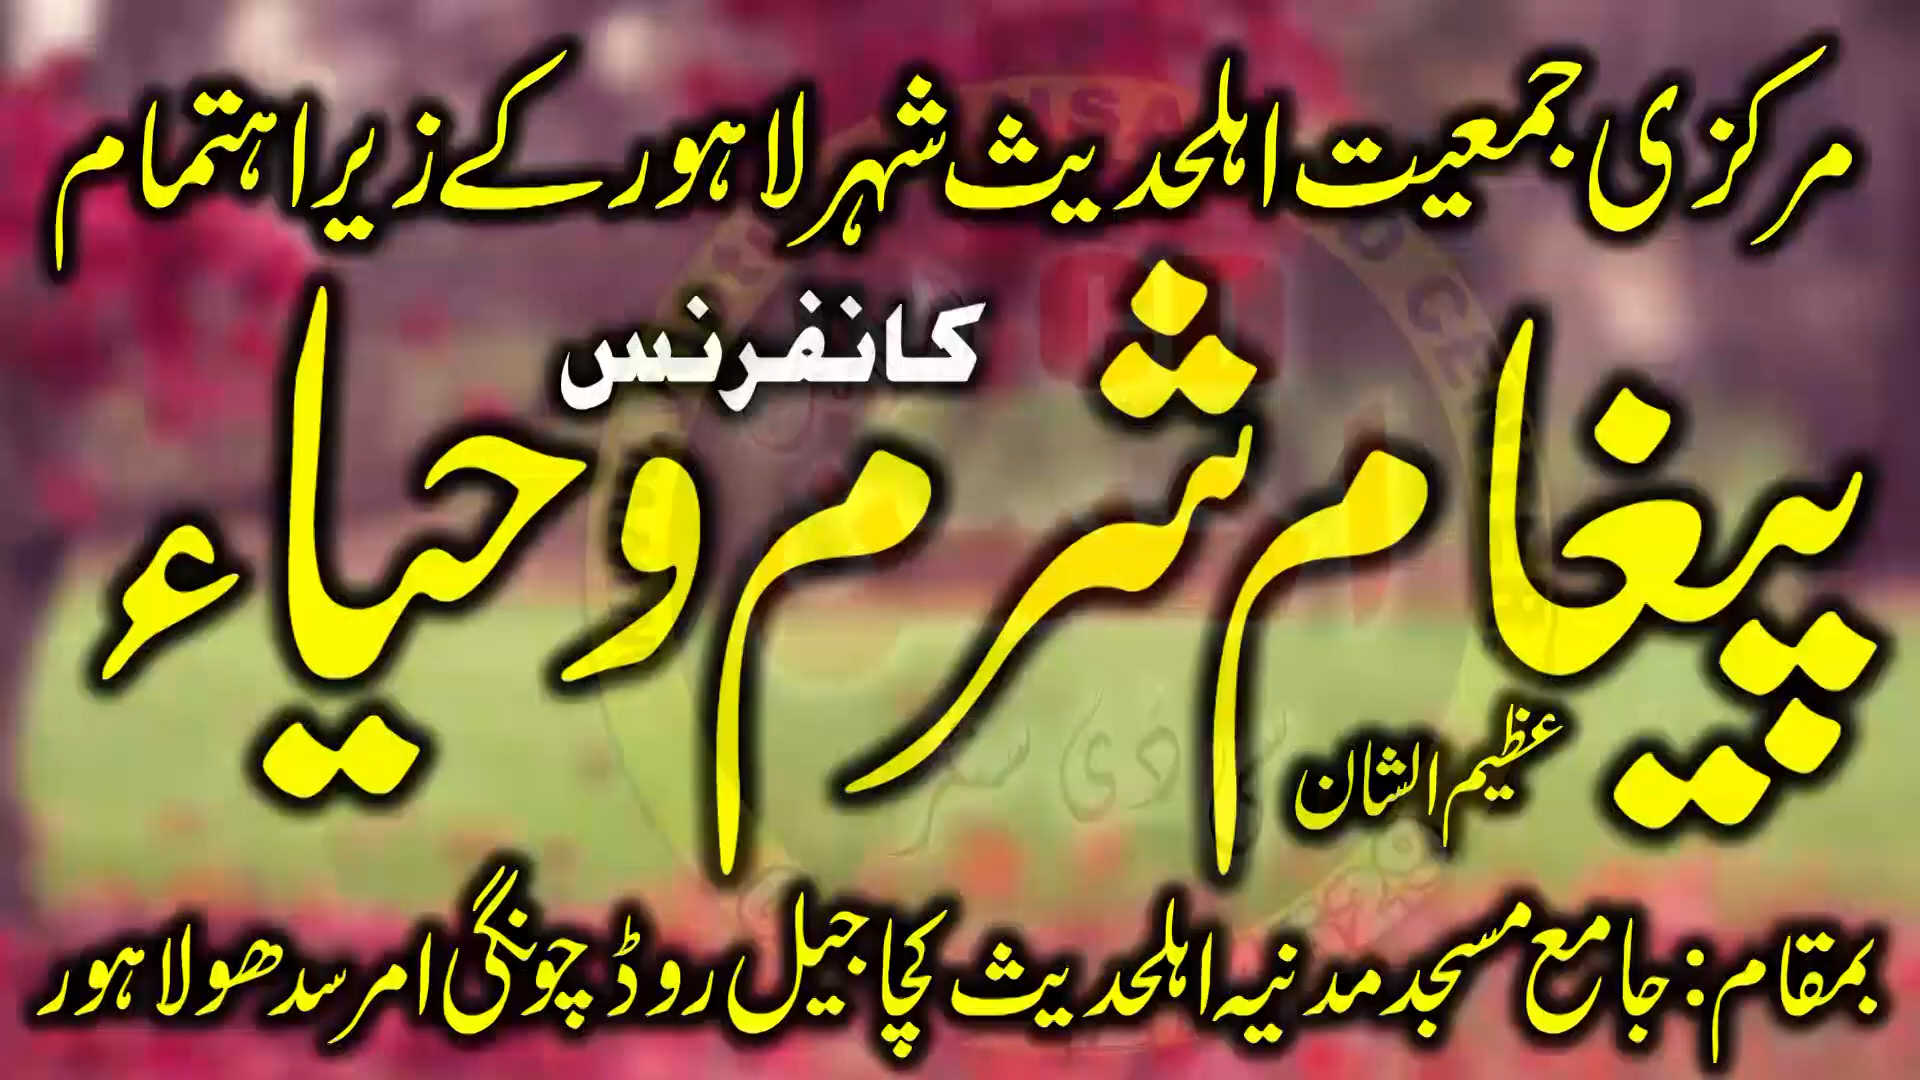 مرکزی جمعیت اہلحدیث شہر لاہور کے زیر اہتمام
کانفرنس
پیغام شرم و حیاء
عظیم الشان
بمقام: جامع مسجد مدنیہ اہلحدیث کچا جیل روڈ چونگی امر سدھو لاہور